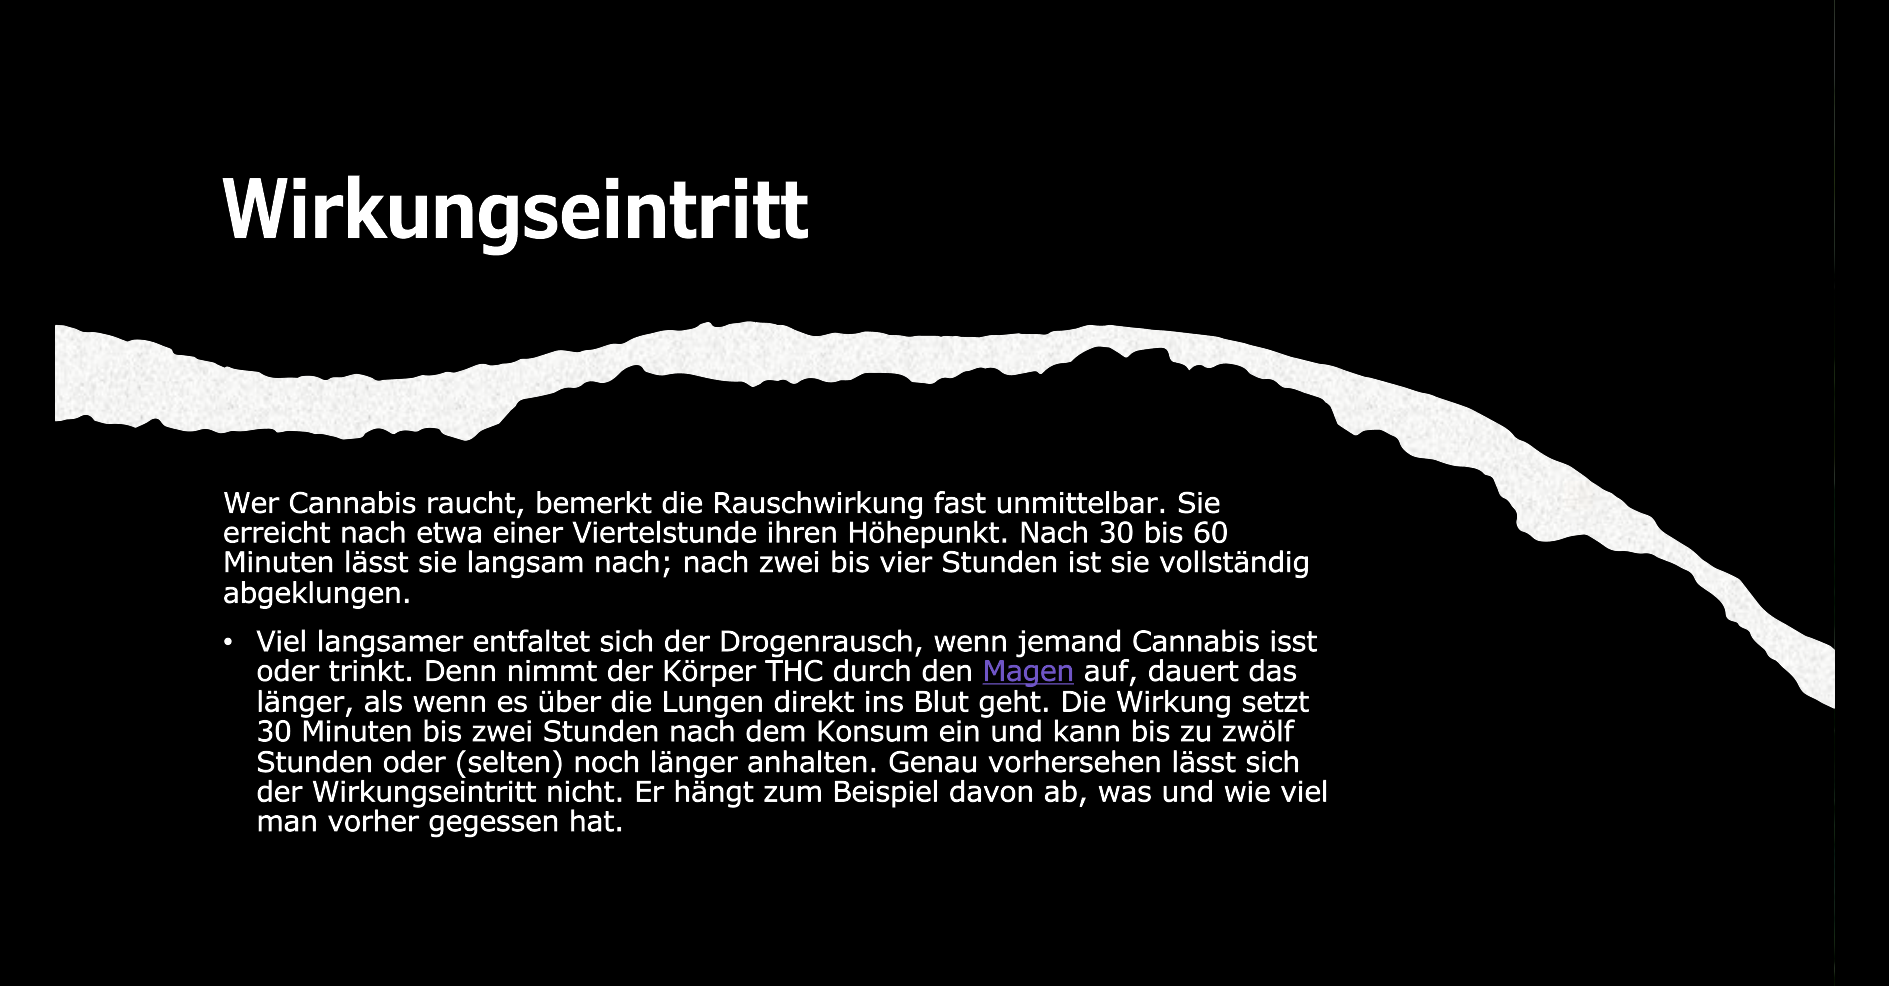 Wirkungseintritt
Wer Cannabis raucht, bemerkt die Rauschwirkung fast unmittelbar. Sie
erreicht nach etwa einer Viertelstunde ihren Höhepunkt. Nach 30 bis 60
Minuten lässt sie langsam nach; nach zwei bis vier Stunden ist sie vollständig
abgeklungen.
• Viel langsamer entfaltet sich der Drogenrausch, wenn jemand Cannabis isst
oder trinkt. Denn nimmt der Körper THC durch den Magen auf, dauert das
länger, als wenn es über die Lungen direkt ins Blut geht. Die Wirkung setzt
30 Minuten bis zwei Stunden nach dem Konsum ein und kann bis zu zwölf
Stunden oder (selten) noch länger anhalten. Genau vorhersehen lässt sich
der Wirkungseintritt nicht. Er hängt zum Beispiel davon ab, was und wie viel
man vorher gegessen hat.